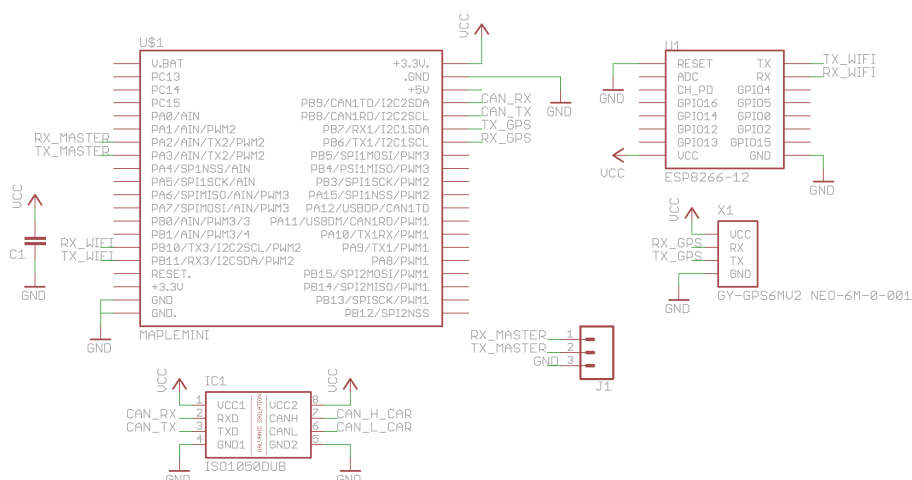 U$1
VCC
V.BAT
PC13
PC14
PC15
PA0/AIN
PA1/AIN/PWM2
RX_MASTER
PA2/AIN/TX2/PWM2
TX_MASTER
PA3/AIN/TX2/PWM2
PA4/SP1NSS/AIN
PA5/SPI1SCK/AIN
PA6/SPIMISO/AIN/PWM3
PA7/SPIMOSI/AIN/PWM3
PB0/AIN/PWM3/3
PB1/AIN/PWM3/4
RX_WIFI
PB10/TX3/I2C2SCL/PWM2
TX_WIFI
PB11/RX3/I2CSDA/PWM2
RESET.
+3.3V
GND
GND.
GND
MAPLEMINI
+3.3V.
.GND
GND
+5V
PB9/CAN1TD/I2C2SDA
CAN_RX
PB8/CAN1RD/I2C2SCL
CAN_TX
PB7/RX1/I2C1SDA
TX_GPS
PB6/TX1/I2C1SCL
RX_GPS
PB5/SPI1MOSI/PWM3
PB4/PSI1MISO/PWM3
PB3/SPI1SCK/PWM2
PA15/SPI1NSS/PWM2
PA12/USBDP/CAN1TD
PA11/USBDM/CAN1RD/PWM1
PA10/TX1RX/PWM1
PA9/TX1/PWM1
PA8/PWM1
PB15/SPI2MOSI/PWM1
PB14/SPI2MISO/PWM1
PB13/SPISCK/PWM1
PB12/SPI2NSS
VCC
C1
GND
U1
RESET
TX
TX_WIFI
ADC
RX
RX_WIFI
GND
CH_PD
GPIO4
GPIO16
GPIO5
GPIO14
GPIO0
GPIO12
GPIO2
GPIO13
GPIO15
VCC
GND
VCC
GND
ESP8266-12
X1
VCC
VCC
RX_GPS
RX
TX_GPS
TX
GND
GND
GY-GPS6MV2 NEO-6M-0-001
RX_MASTER 1
TX_MASTER 2
GND 3
J1
IC1
VCC
VCC
1 VCC1
VCC2 8
CAN_RX 2 RXD
CANH 7 CAN_H_CAR
CAN_TX 3 TXD
CANL 6 CAN_L_CAR
4 GND1
GND2 5
GALVANIC ISOLATION
GND
GND
ISO1050DUB